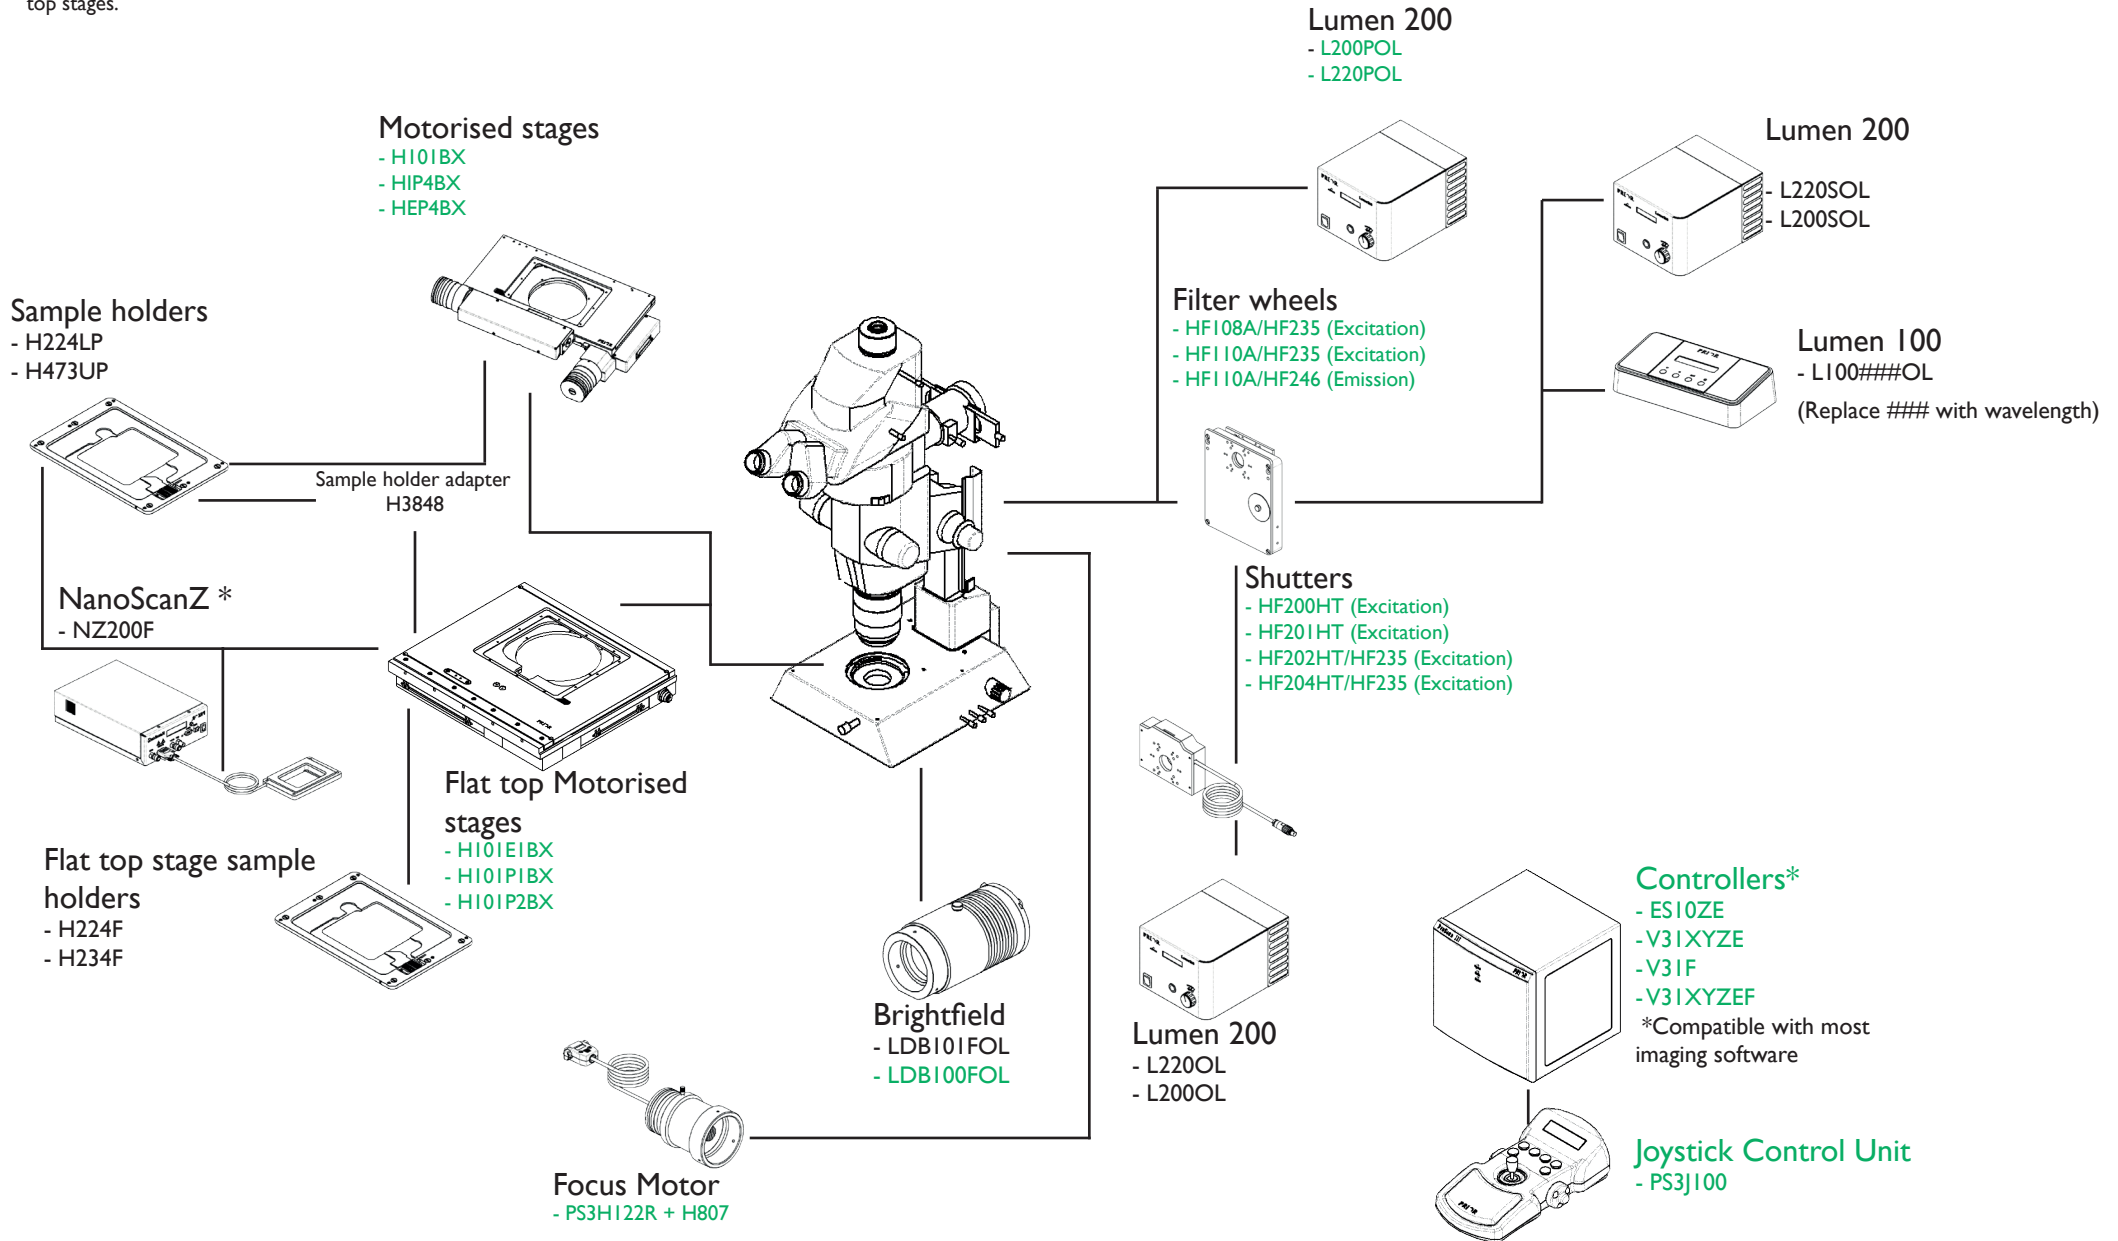 top stages.
Lumen 200
- L200POL
- L220POL
Motorised stages
- H101BX
- HIP4BX
- HEP4BX
Lumen 200
- L220SOL
- L200SOL
Sample holders
- H224LP
- H473UP
Filter wheels
- HF108A/HF235 (Excitation)
- HF110A/HF235 (Excitation)
- HF110A/HF246 (Emission)
Lumen 100
- L100###OL
(Replace ### with wavelength)
Sample holder adapter
H3848
NanoScanZ *
- NZ200F
Shutters
- HF200HT (Excitation)
- HF201HT (Excitation)
- HF202HT/HF235 (Excitation)
- HF204HT/HF235 (Excitation)
Flat top Motorised
stages
- H101E1BX
- H101P1BX
- H101P2BX
Flat top stage sample
holders
- H224F
- H234F
Controllers*
- ES10ZE
- V31XYZE
- V31F
- V31XYZEF
*Compatible with most
imaging software
Brightfield
- LDB101FOL
- LDB100FOL
Lumen 200
- L220OL
- L200OL
Focus Motor
- PS3H122R + H807
Joystick Control Unit
- PS3J100